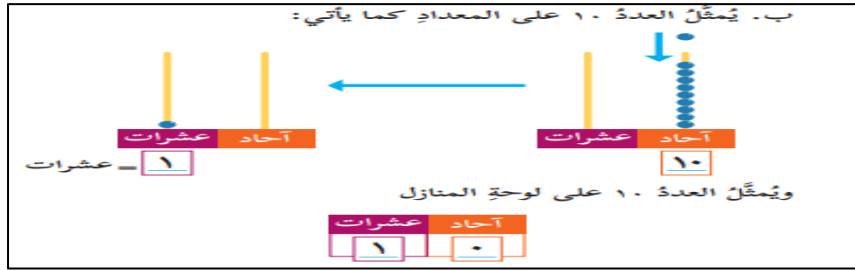 ب. يُمثَّلُ العددُ ١٠ على المعدادِ كما يأتي:
آحاد عشرات
آحاد عشرات
١٠
١ ـ عشرات
ويُمثَّلُ العددُ ١٠ على لوحةِ المنازل
آحاد عشرات
٠ ١